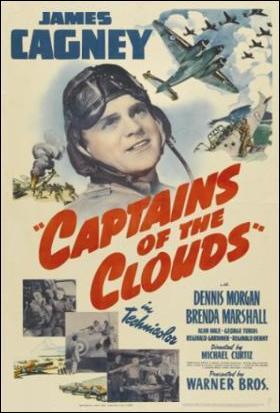 JAMES
CAGNEY
"CAPTAINS
OF THE
CLOUDS"
in
Technicolor
with
DENNIS MORGAN
BRENDA MARSHALL
ALAN HALE · GEORGE TOBIAS
REGINALD GARDINER · REGINALD DENNY
Directed by
MICHAEL CURTIZ
Presented by
WARNER BROS.